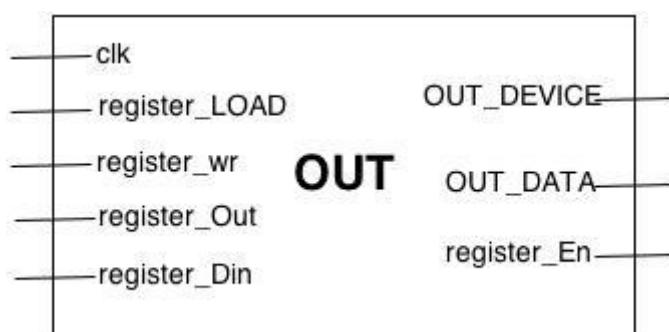 clk
register_LOAD
register_wr
register_Out
register_Din
OUT
OUT_DEVICE
OUT_DATA
register_En